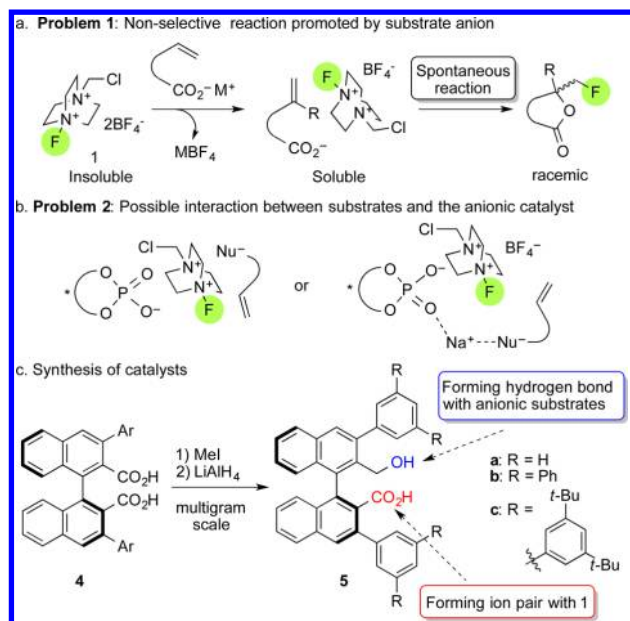 a. Problem 1: Non-selective reaction promoted by substrate anion
Cl
N+
N+
F
2BF4-
1
Insoluble
CO2- M+
MBF4
F
N+
BF4-
N+
Cl
R
CO2-
Soluble
Spontaneous
reaction
R
F
O
O
racemic
b. Problem 2: Possible interaction between substrates and the anionic catalyst
*
O
O
P
O
O-
Cl
N+
N+
F
Nu-
or
*
O
O
P
O-
O
Cl
N+
N+
F
BF4-
Na+
Nu-
c. Synthesis of catalysts
Ar
CO2H
CO2H
Ar
4
1) MeI
2) LiAlH4
multigram
scale
R
R
OH
CO2H
R
R
5
Forming hydrogen bond
with anionic substrates
a: R = H
b: R = Ph
c: R =
t-Bu
t-Bu
Forming ion pair with 1